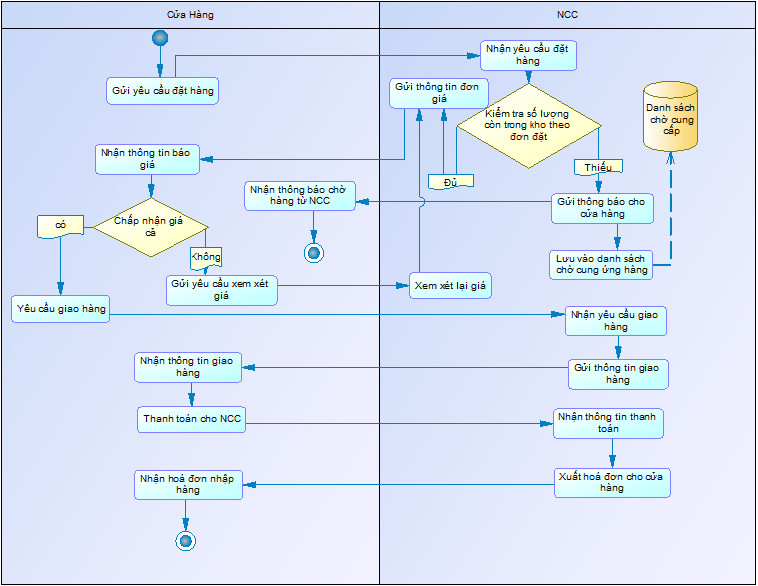 Cửa Hàng
NCC
Gửi yêu cầu đặt hàng
Nhận yêu cầu đặt
hàng
Gửi thông tin đơn
giá
Kiểm tra số lượng
còn trong kho theo
đơn đặt
Danh sách
chờ cung
cấp
Nhận thông tin báo
giá
Đủ
Thiếu
Nhận thông báo chờ
hàng từ NCC
Gửi thông báo cho
cửa hàng
Chấp nhận giá
cả
có
Không
Lưu vào danh sách
chờ cung ứng hàng
Gửi yêu cầu xem xét
giá
Xem xét lại giá
Yêu cầu giao hàng
Nhận yêu cầu giao
hàng
Nhận thông tin giao
hàng
Gửi thông tin giao
hàng
Thanh toán cho NCC
Nhận thông tin thanh
toán
Nhận hoá đơn nhập
hàng
Xuất hoá đơn cho cửa
hàng